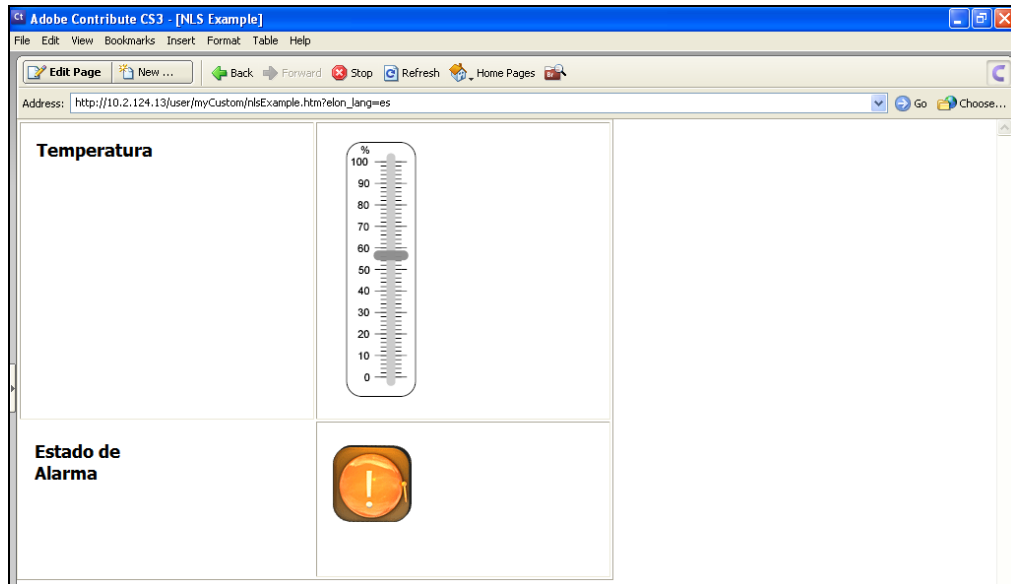 Ct Adobe Contribute CS3 - [NLS Example]
File Edit View Bookmarks Insert Format Table Help
Edit Page New ... Back Forward Stop Refresh Home Pages
Address: http://10.2.124.13/user/myCustom/nlsExample.htm?elon_lang=es Go Choose...
Temperatura
%
100
90
80
70
60
50
40
30
20
10
0
Estado de
Alarma
!